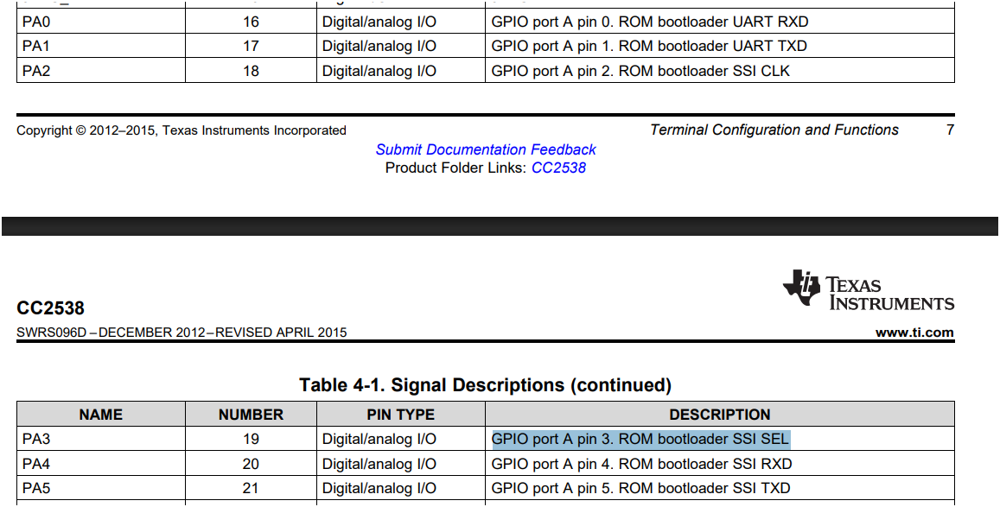 PA0 16 Digital/analog I/O GPIO port A pin 0. ROM bootloader UART RXD
PA1 17 Digital/analog I/O GPIO port A pin 1. ROM bootloader UART TXD
PA2 18 Digital/analog I/O GPIO port A pin 2. ROM bootloader SSI CLK
Copyright © 2012–2015, Texas Instruments Incorporated Terminal Configuration and Functions 7
Submit Documentation Feedback
Product Folder Links: CC2538
TEXAS
INSTRUMENTS
CC2538
SWRS096D –DECEMBER 2012–REVISED APRIL 2015 www.ti.com
Table 4-1. Signal Descriptions (continued)
NAME NUMBER PIN TYPE DESCRIPTION
PA3 19 Digital/analog I/O GPIO port A pin 3. ROM bootloader SSI SEL
PA4 20 Digital/analog I/O GPIO port A pin 4. ROM bootloader SSI RXD
PA5 21 Digital/analog I/O GPIO port A pin 5. ROM bootloader SSI TXD